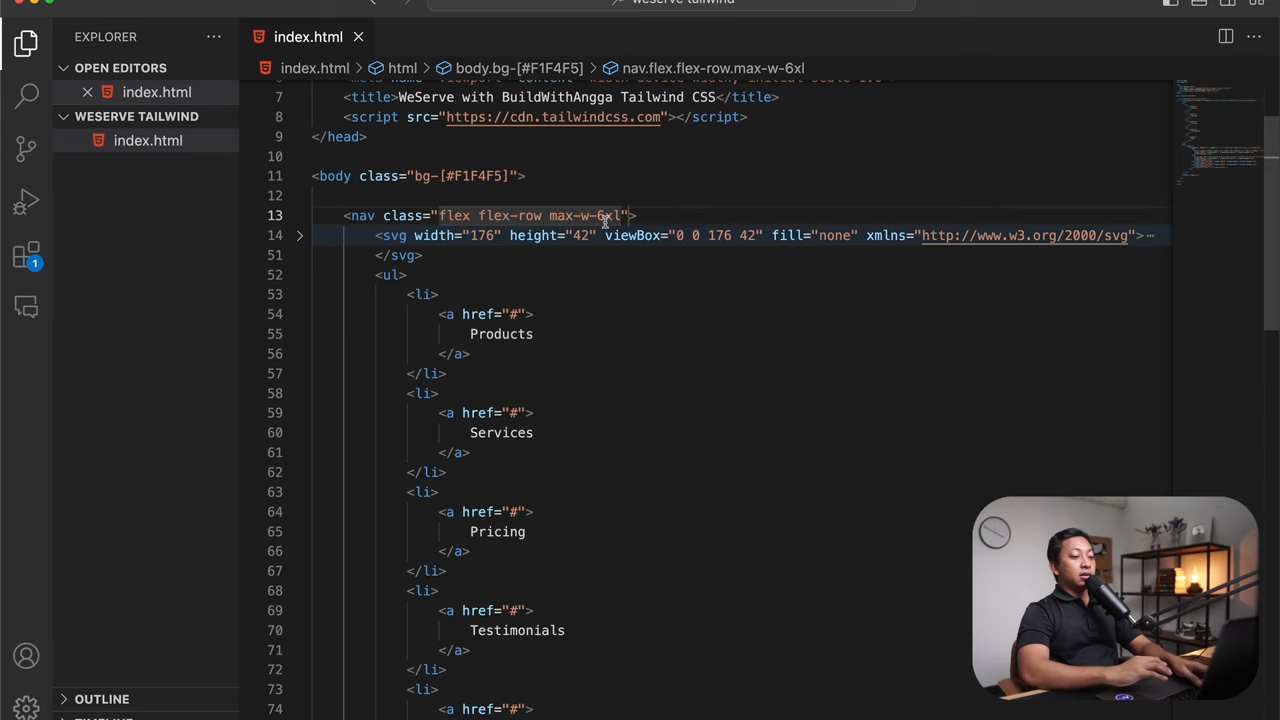 weserve tailwind
EXPLORER
OPEN EDITORS
index.html
WESERVE TAILWIND
index.html
1
OUTLINE
index.html
index.html > html > body.bg-[#F1F4F5] > nav.flex.flex-row.max-w-6xl
7 <title>WeServe with BuildWithAngga Tailwind CSS</title>
8 <script src="https://cdn.tailwindcss.com"></script>
9 </head>
10
11 <body class="bg-[#F1F4F5]">
12
13 <nav class="flex flex-row max-w-6xl">
14 <svg width="176" height="42" viewBox="0 0 176 42" fill="none" xmlns="http://www.w3.org/2000/svg">
51 </svg>
52 <ul>
53 <li>
54 <a href="#">
55 Products
56 </a>
57 </li>
58 <li>
59 <a href="#">
60 Services
61 </a>
62 </li>
63 <li>
64 <a href="#">
65 Pricing
66 </a>
67 </li>
68 <li>
69 <a href="#">
70 Testimonials
71 </a>
72 </li>
73 <li>
74 <a href="#">